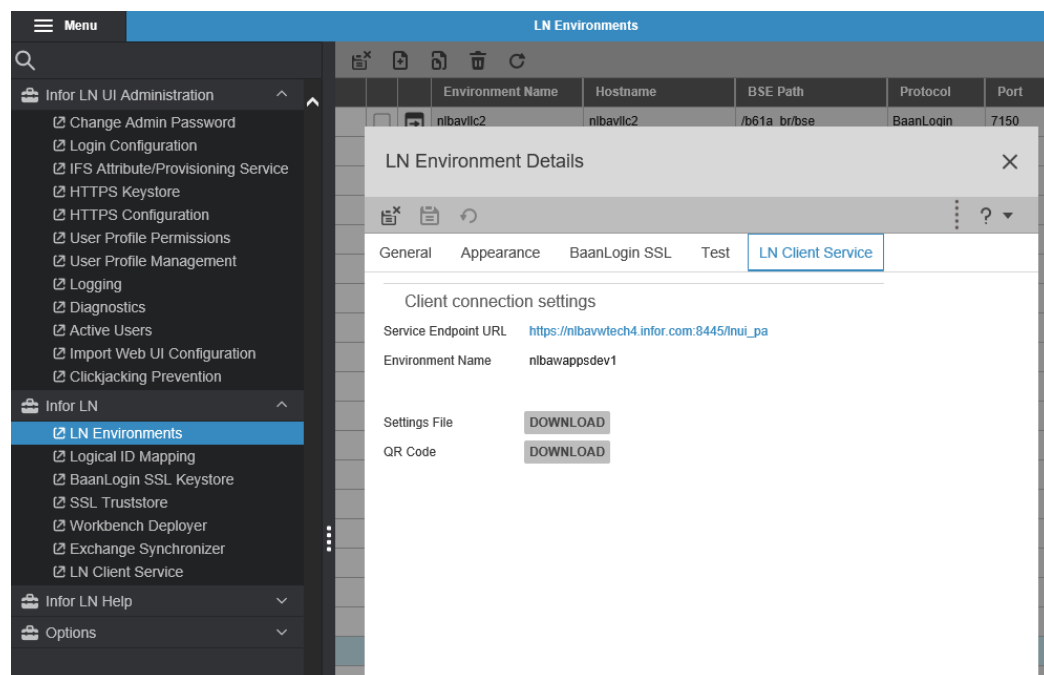 Menu
LN Environments
Infor LN UI Administration
Change Admin Password
Login Configuration
IFS Attribute/Provisioning Service
HTTPS Keystore
HTTPS Configuration
User Profile Permissions
User Profile Management
Logging
Diagnostics
Active Users
Import Web UI Configuration
Clickjacking Prevention
Infor LN
LN Environments
Logical ID Mapping
BaanLogin SSL Keystore
SSL Truststore
Workbench Deployer
Exchange Synchronizer
LN Client Service
Infor LN Help
Options
Environment Name Hostname BSE Path Protocol Port
nlbavllc2 nlbavllc2 /b61a_br/bse BaanLogin 7150
LN Environment Details
?
General Appearance BaanLogin SSL Test LN Client Service
Client connection settings
Service Endpoint URL https://nlbavwtech4.infor.com:8445/lnui_pa
Environment Name nlbawappsdev1
Settings File DOWNLOAD
QR Code DOWNLOAD